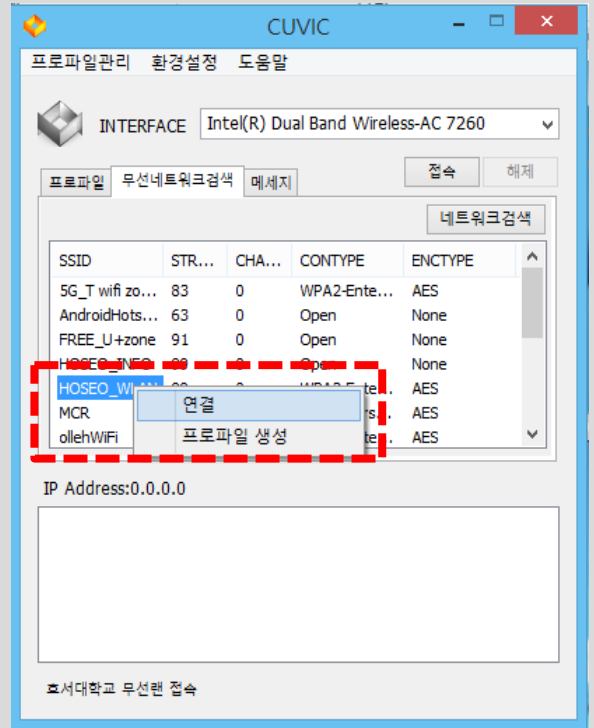 CUVIC
프로파일관리 환경설정 도움말
INTERFACE Intel(R) Dual Band Wireless-AC 7260
접속 해제
프로파일 무선네트워크검색 메세지
네트워크검색
SSID STR... CHA... CONTYPE ENCTYPE
5G_T wifi zo... 83 0 WPA2-Ente... AES
AndroidHots... 63 0 Open None
FREE_U+zone 91 0 Open None
HOSEO_INFO 0 Open None
HOSEO_WLAN AES
연결
MCR AES
프로파일 생성
ollehWiFi AES
IP Address:0.0.0.0
호서대학교 무선랜 접속